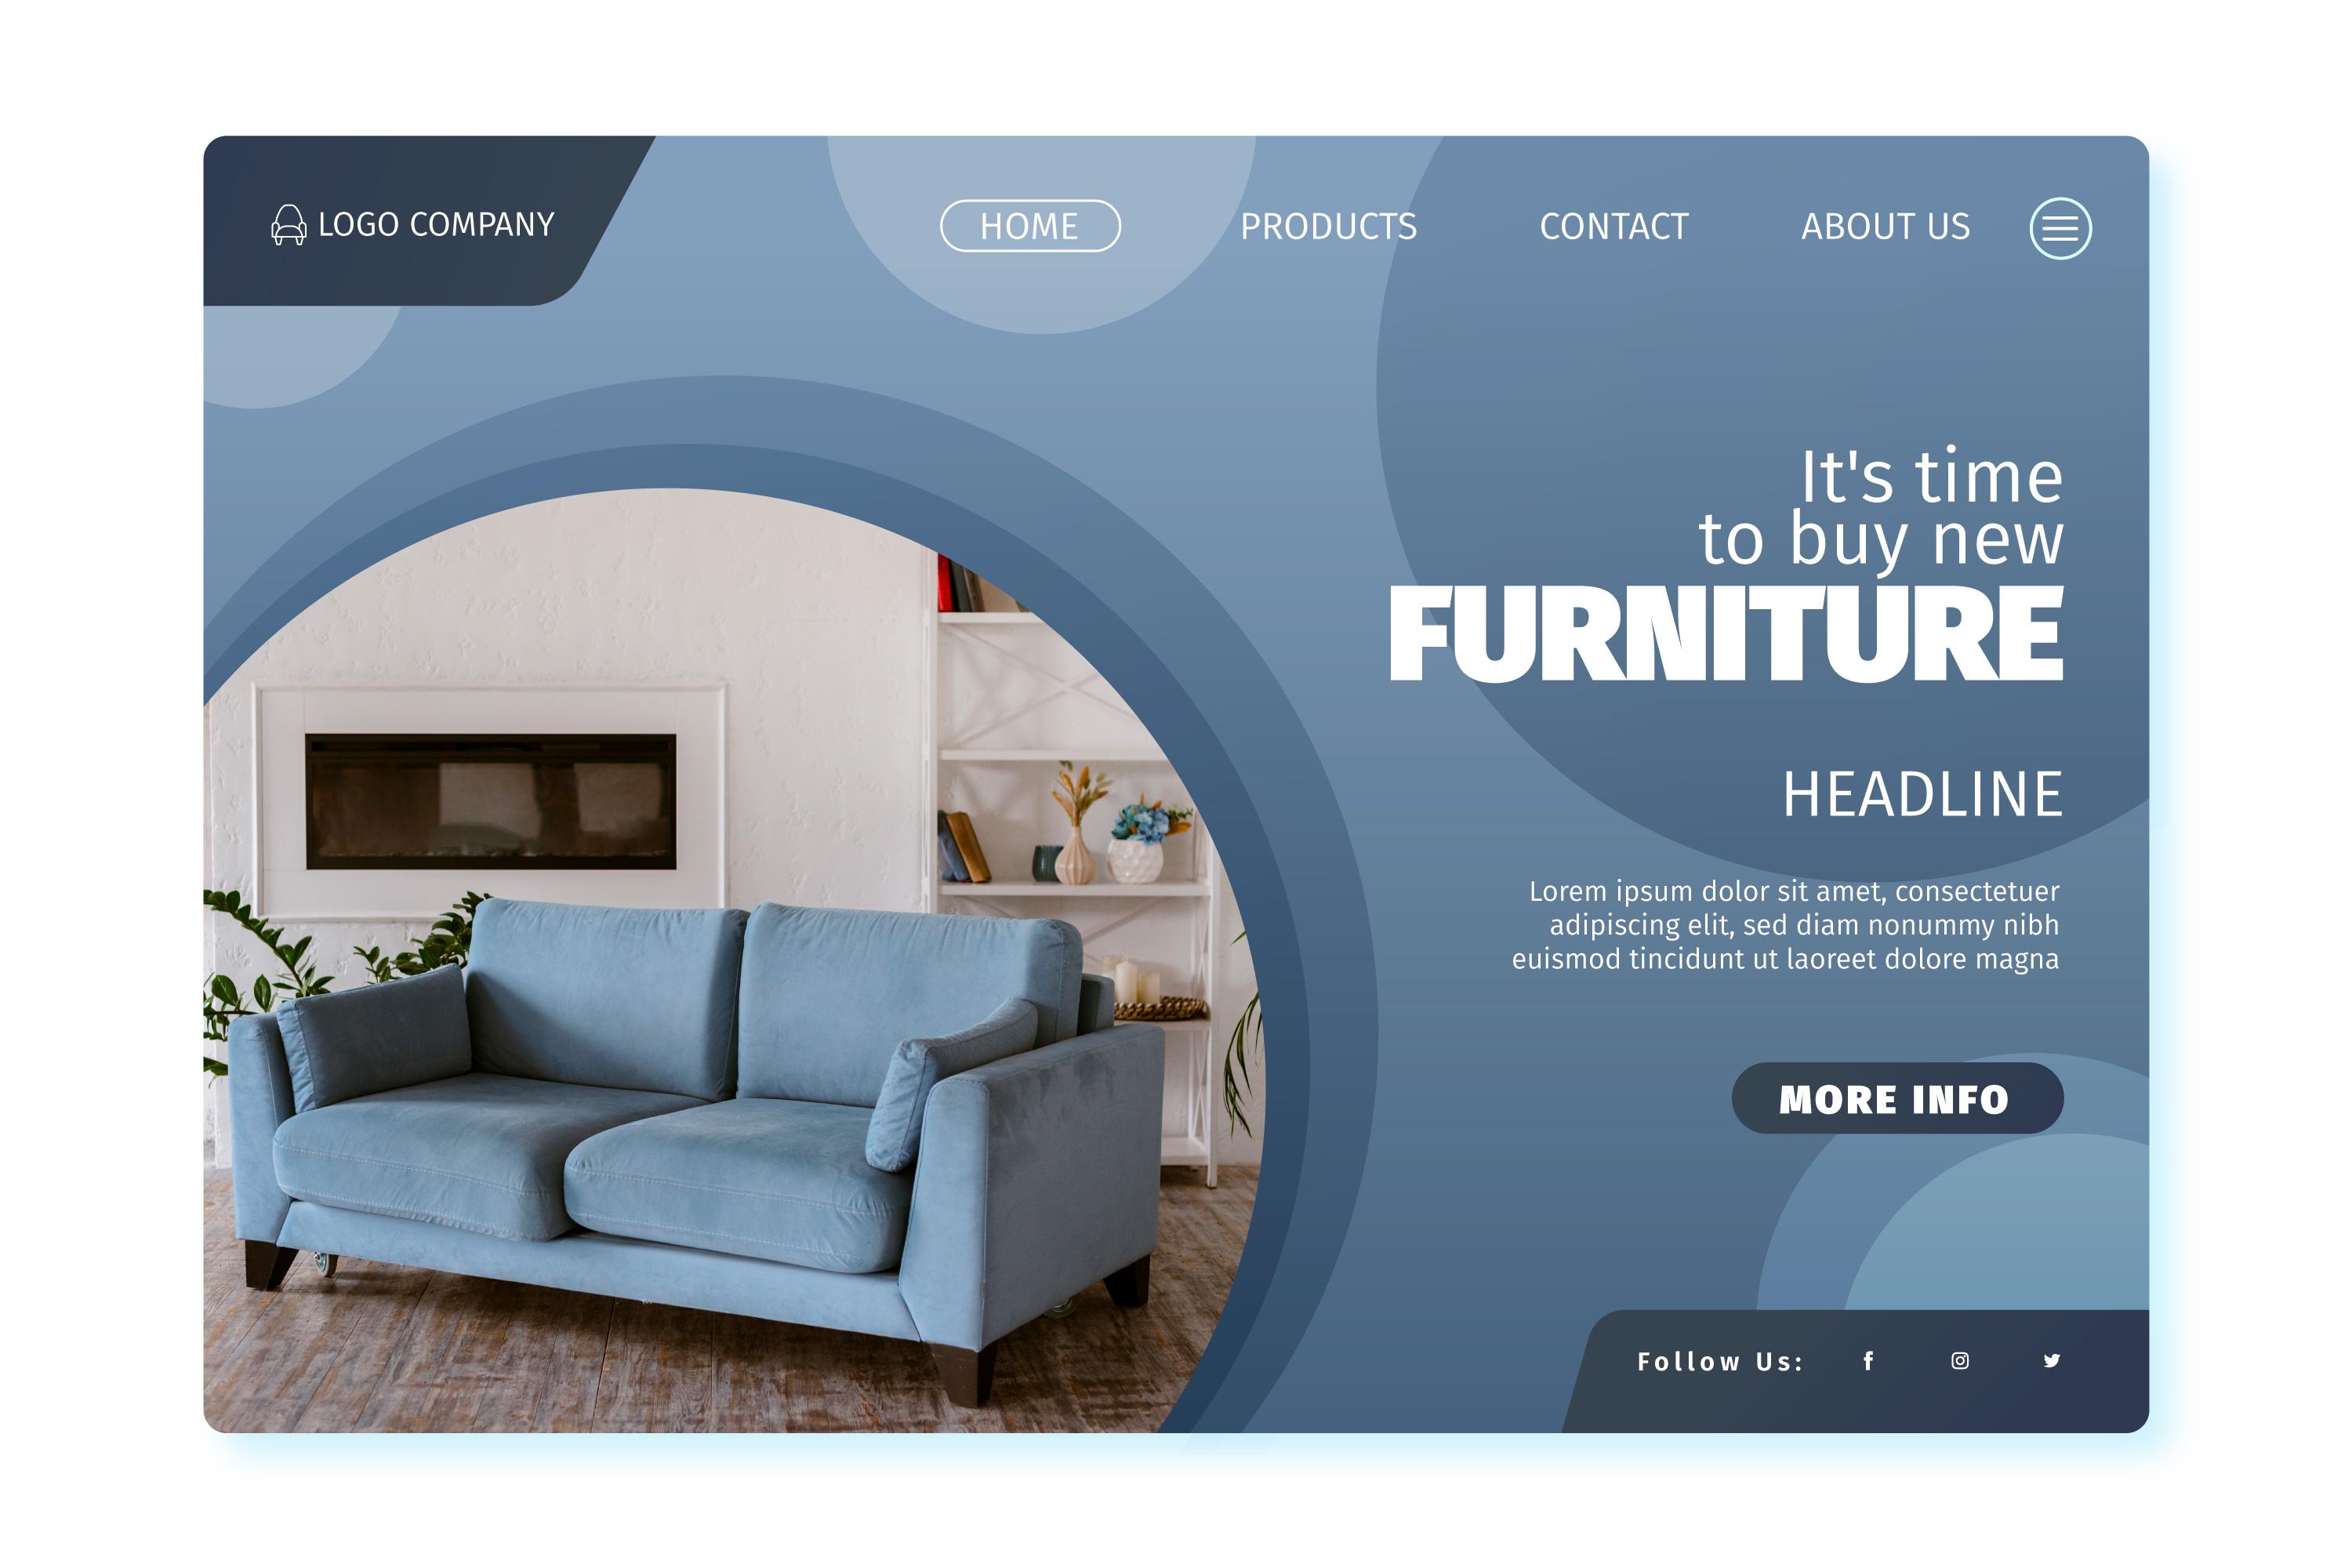 LOGO COMPANY
HOME
PRODUCTS
CONTACT
ABOUT US
It's time
to buy new
FURNITURE
HEADLINE
Lorem ipsum dolor sit amet, consectetuer
adipiscing elit, sed diam nonummy nibh
euismod tincidunt ut laoreet dolore magna
MORE INFO
Follow Us: